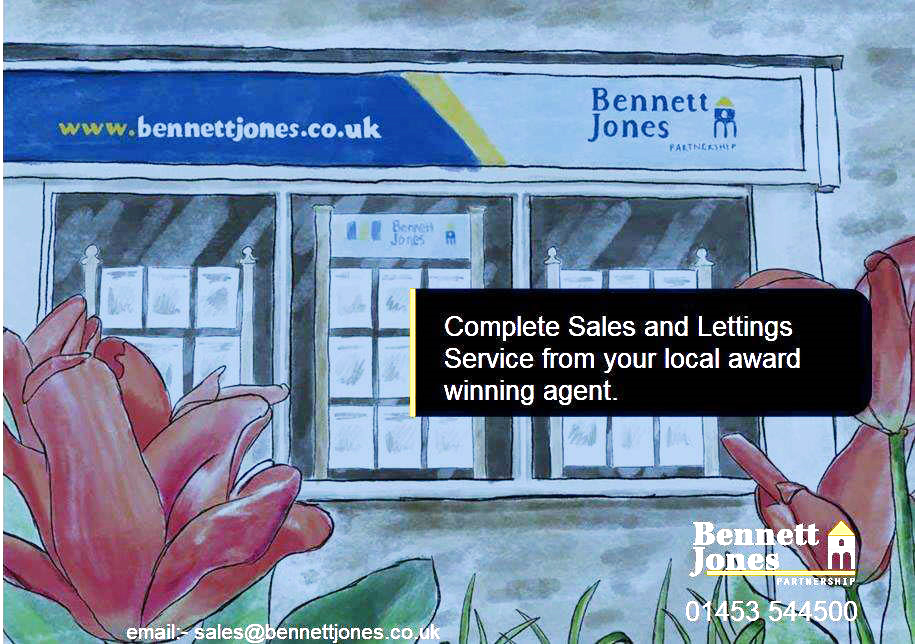 www.bennettjones.co.uk
Bennett
Jones
PARTNERSHIP
Bennett
Jones
Complete Sales and Lettings
Service from your local award
winning agent.
Bennett
Jones
PARTNERSHIP
01453 544500
email:- sales@bennettjones.co.uk